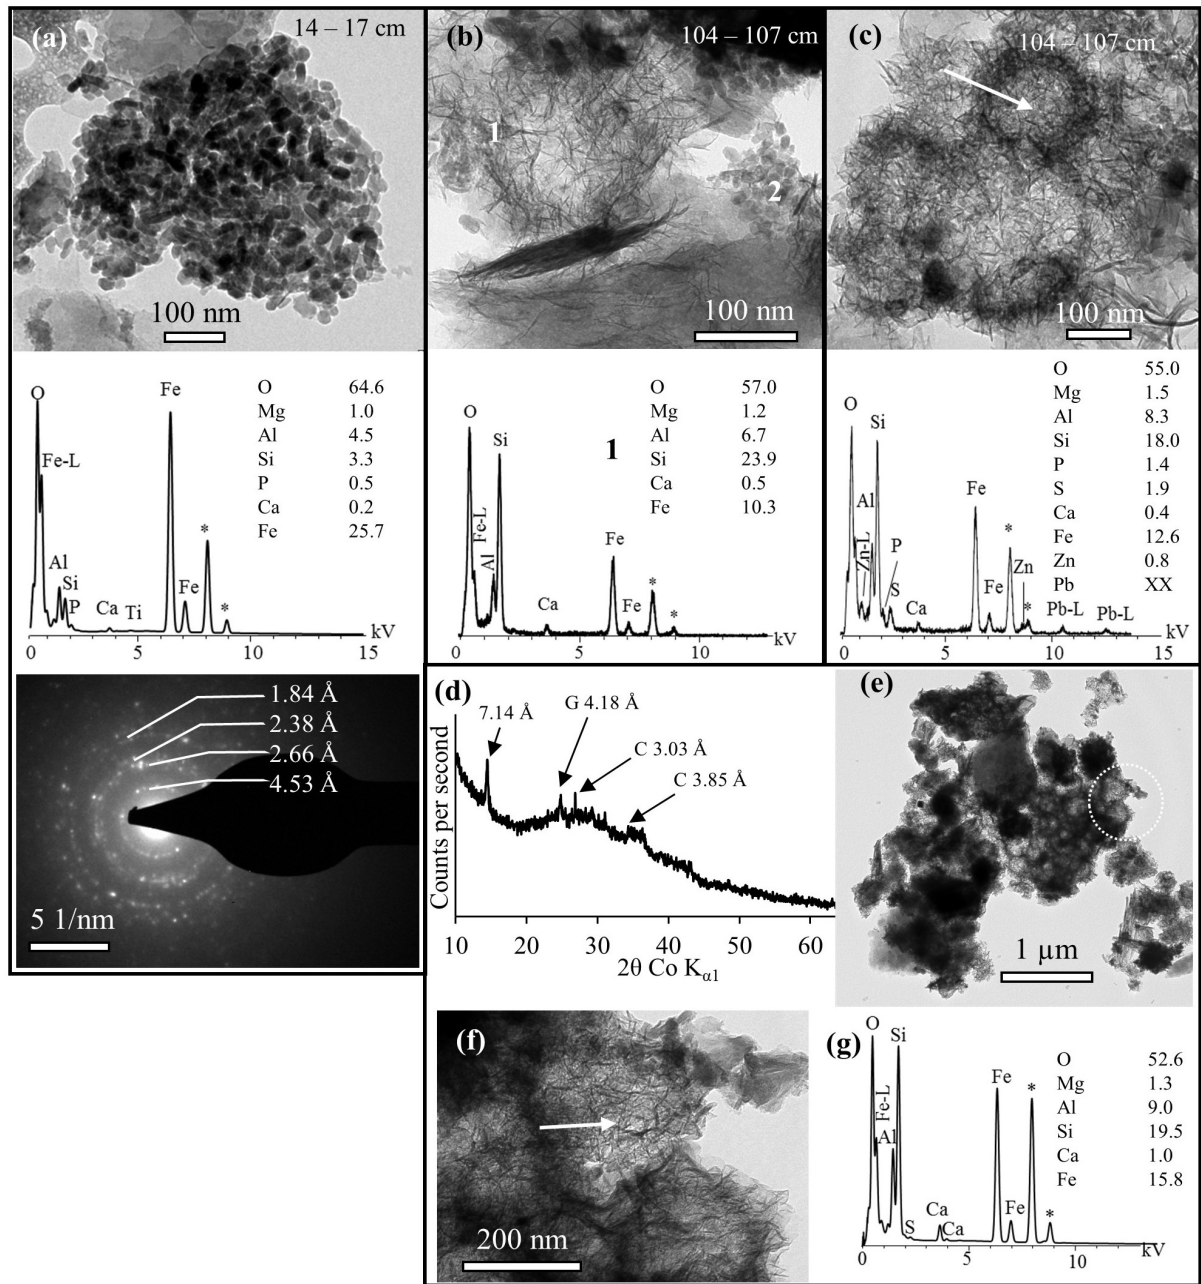 (a)
14 – 17 cm
100 nm
(b)
104 – 107 cm
1
2
100 nm
(c)
104 – 107 cm
100 nm
O
Fe-L
Al
Si
P
Ca
Ti
Fe
Fe
*
*
O 64.6
Mg 1.0
Al 4.5
Si 3.3
P 0.5
Ca 0.2
Fe 25.7
0 5 10 15
kV
O
Fe-L
Al
Si
Ca
Fe
Fe
*
*
1
O 57.0
Mg 1.2
Al 6.7
Si 23.9
Ca 0.5
Fe 10.3
0 5 10
kV
O
Zn-L
Al
Si
P
S
Ca
Fe
Fe
*
Zn
*
Pb-L
Pb-L
O 55.0
Mg 1.5
Al 8.3
Si 18.0
P 1.4
S 1.9
Ca 0.4
Fe 12.6
Zn 0.8
Pb XX
0 5 10 15
kV
1.84 Å
2.38 Å
2.66 Å
4.53 Å
5 1/nm
(d)
7.14 Å
G 4.18 Å
C 3.03 Å
C 3.85 Å
Counts per second
10 20 30 40 50 60
2θ Co Kα1
(e)
1 µm
(f)
200 nm
(g)
O
Fe-L
Al
Si
S
Ca
Ca
Fe
Fe
*
*
O 52.6
Mg 1.3
Al 9.0
Si 19.5
Ca 1.0
Fe 15.8
0 5 10
kV